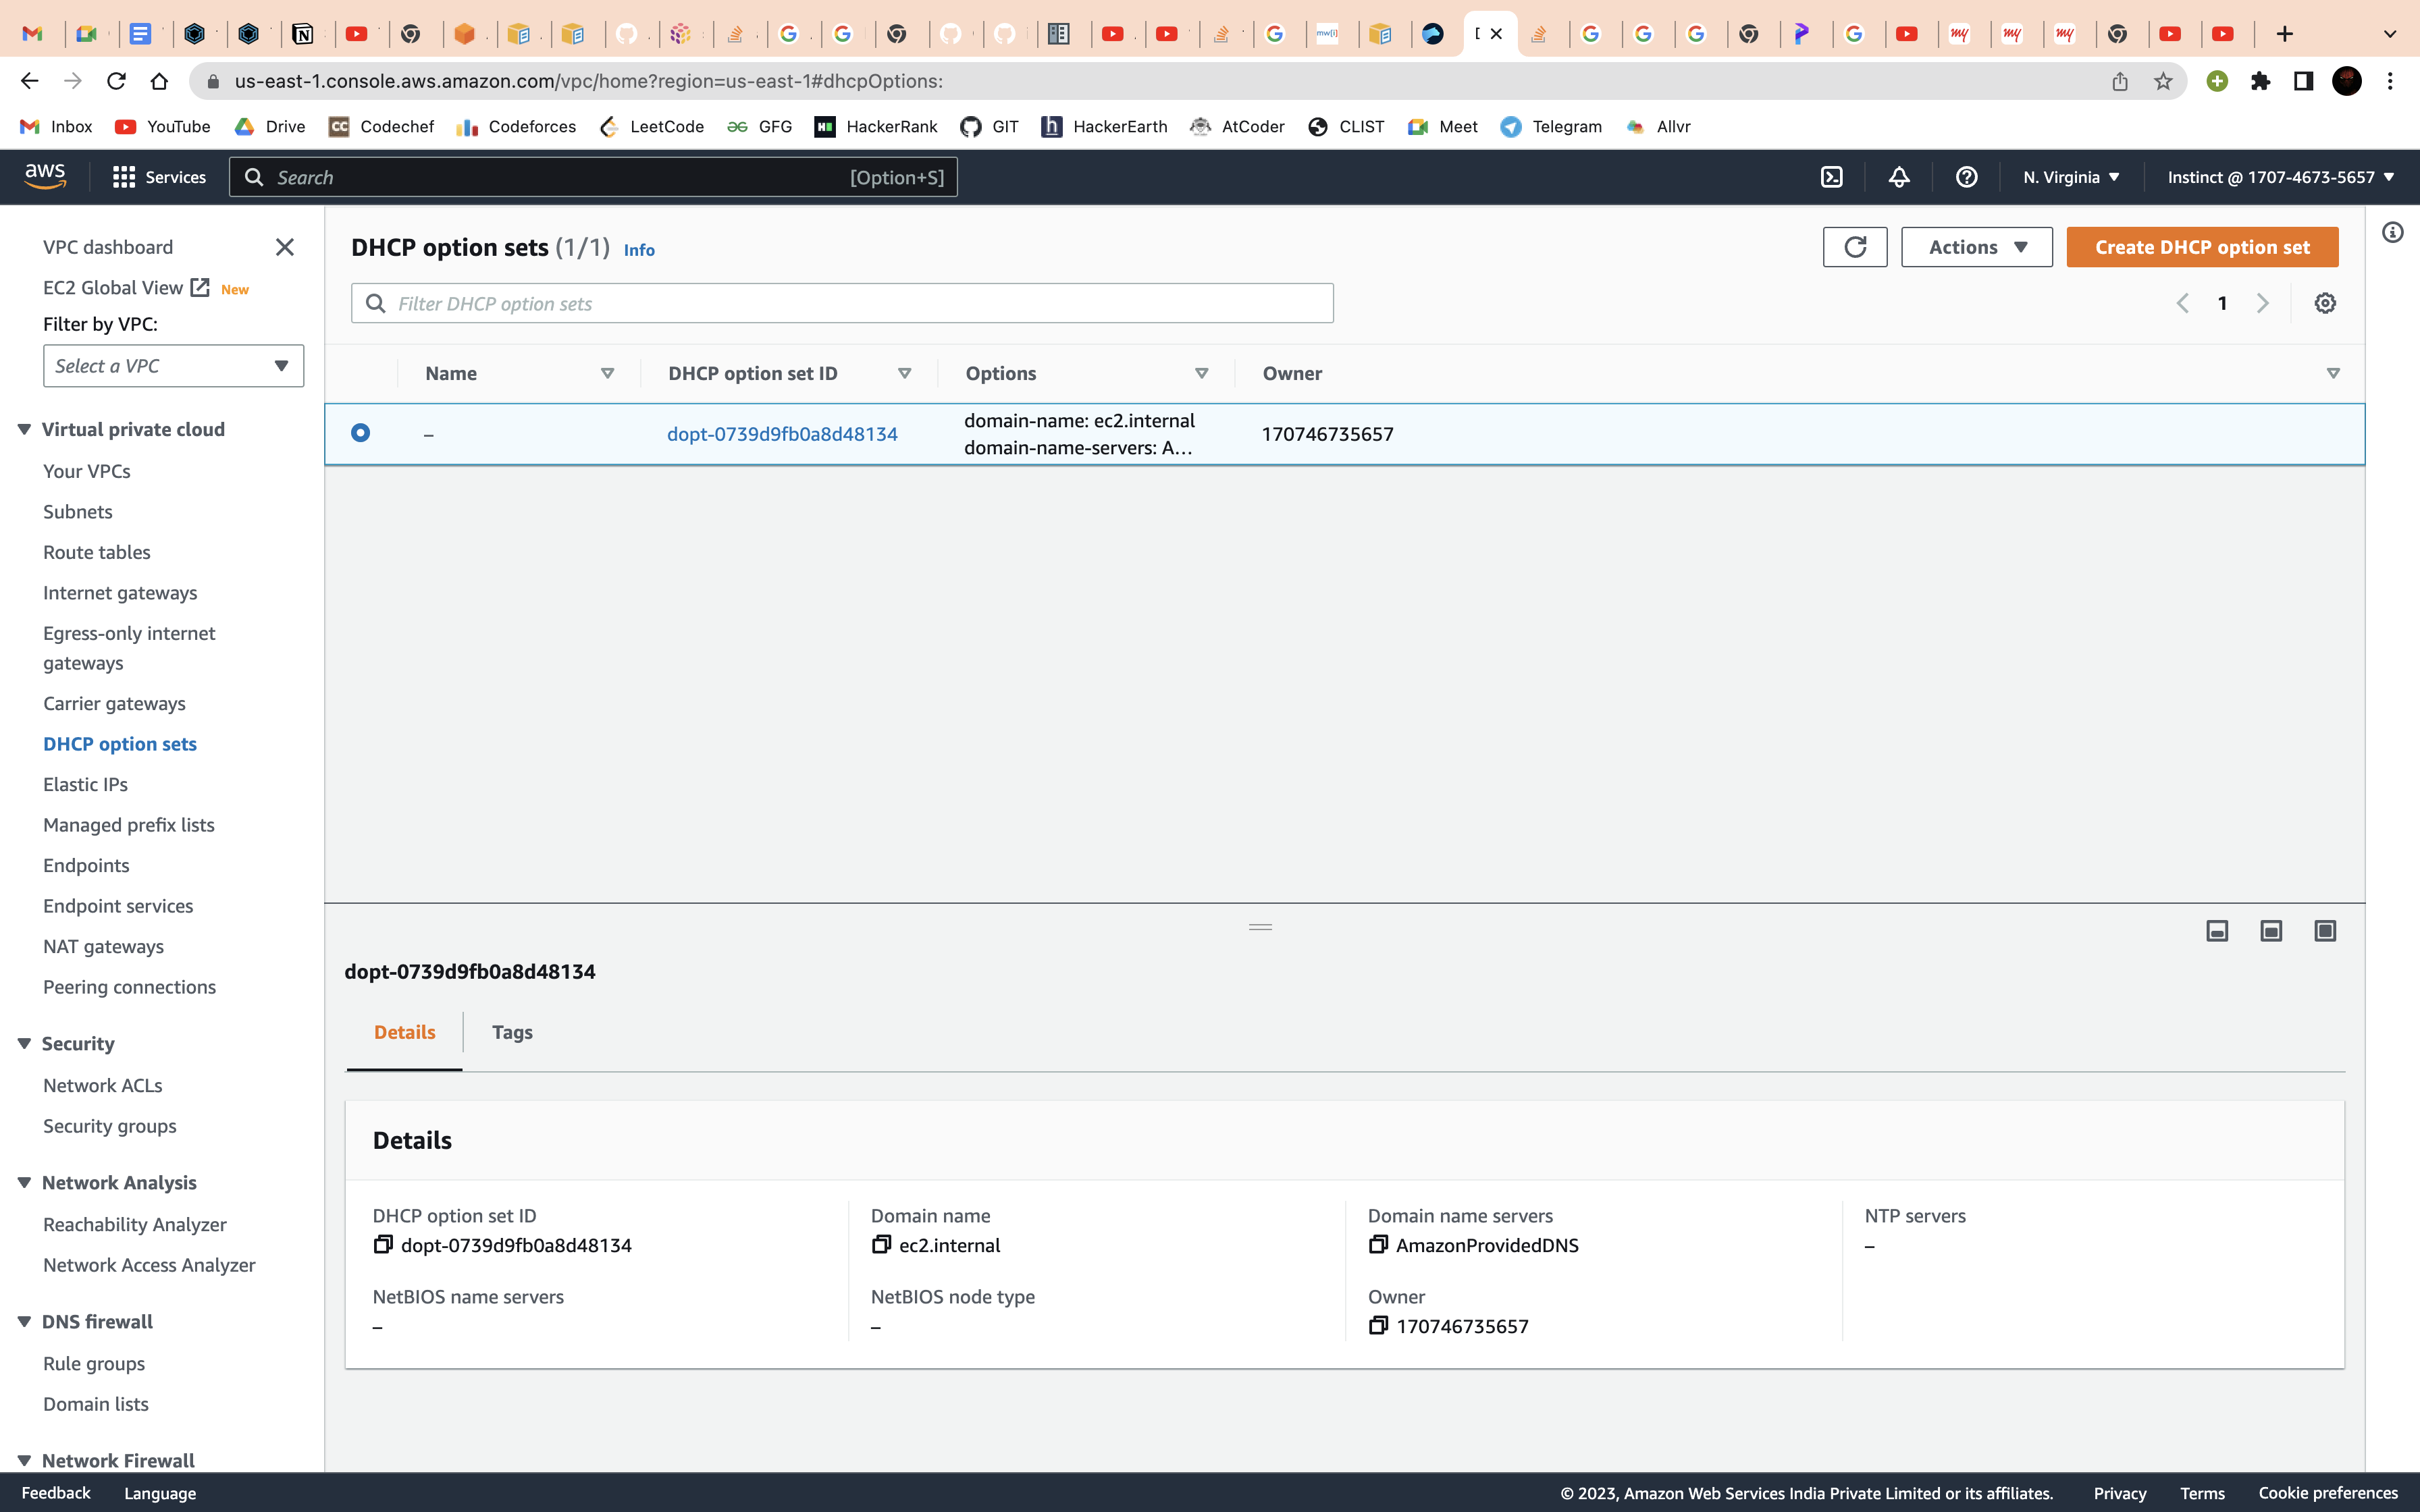 us-east-1.console.aws.amazon.com/vpc/home?region=us-east-1#dhcpOptions:
Inbox YouTube Drive Codechef Codeforces LeetCode GFG HackerRank GIT HackerEarth AtCoder CLIST Meet Telegram Allvr
aws Services Search [Option+S] N. Virginia Instinct @ 1707-4673-5657
VPC dashboard
EC2 Global View New
Filter by VPC:
Select a VPC
Virtual private cloud
Your VPCs
Subnets
Route tables
Internet gateways
Egress-only internet
gateways
Carrier gateways
DHCP option sets
Elastic IPs
Managed prefix lists
Endpoints
Endpoint services
NAT gateways
Peering connections
Security
Network ACLs
Security groups
Network Analysis
Reachability Analyzer
Network Access Analyzer
DNS firewall
Rule groups
Domain lists
Network Firewall
DHCP option sets (1/1) Info
Actions
Create DHCP option set
Filter DHCP option sets
1
Name DHCP option set ID Options Owner
– dopt-0739d9fb0a8d48134 domain-name: ec2.internal 170746735657
domain-name-servers: A...
dopt-0739d9fb0a8d48134
Details Tags
Details
DHCP option set ID Domain name Domain name servers NTP servers
dopt-0739d9fb0a8d48134 ec2.internal AmazonProvidedDNS –
NetBIOS name servers NetBIOS node type Owner
– – 170746735657
Feedback Language © 2023, Amazon Web Services India Private Limited or its affiliates. Privacy Terms Cookie preferences